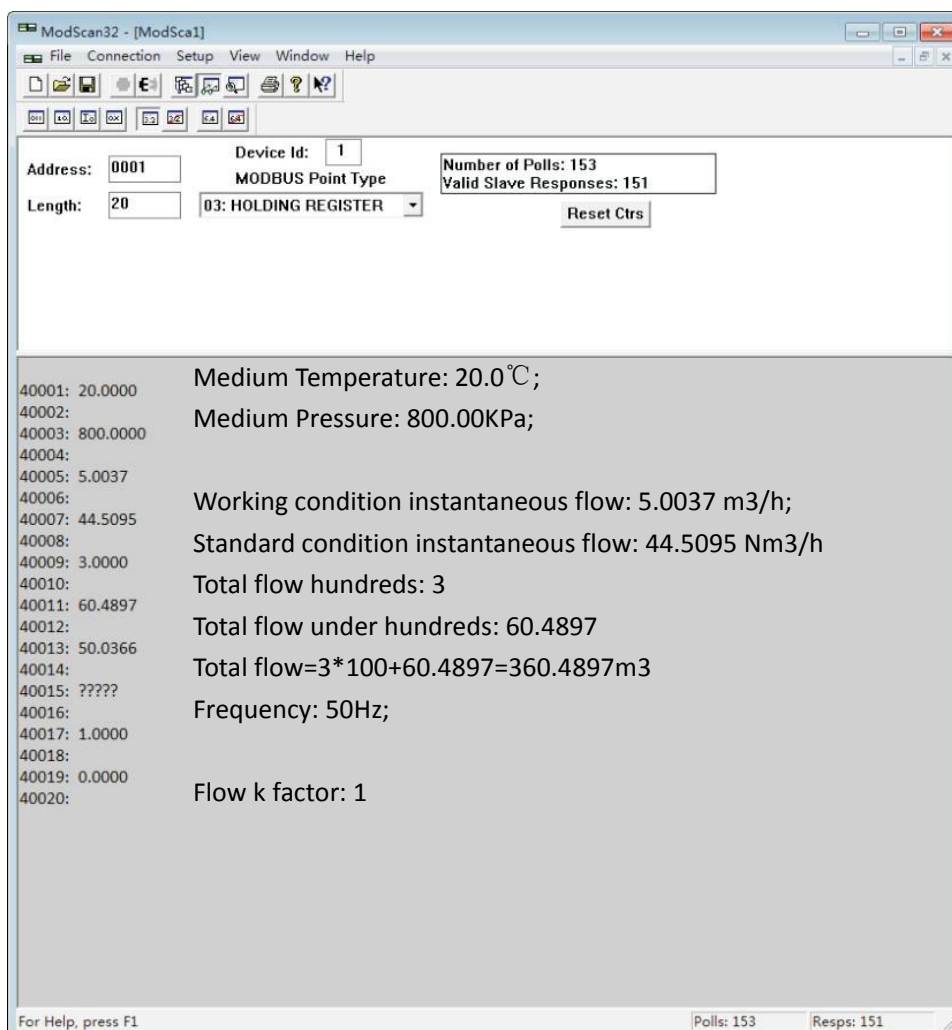 ModScan32 - [ModSca1]
File Connection Setup View Window Help
Address: 0001
Device Id: 1
MODBUS Point Type
Length: 20
03: HOLDING REGISTER
Number of Polls: 153
Valid Slave Responses: 151
Reset Ctrs
40001: 20.0000
Medium Temperature: 20.0℃;
40002:
40003: 800.0000
Medium Pressure: 800.00KPa;
40004:
40005: 5.0037
40006:
Working condition instantaneous flow: 5.0037 m3/h;
40007: 44.5095
40008:
Standard condition instantaneous flow: 44.5095 Nm3/h
40009: 3.0000
40010:
Total flow hundreds: 3
40011: 60.4897
40012:
Total flow under hundreds: 60.4897
40013: 50.0366
40014:
Total flow=3*100+60.4897=360.4897m3
40015: ?????
40016:
Frequency: 50Hz;
40017: 1.0000
40018:
40019: 0.0000
40020:
Flow k factor: 1
For Help, press F1
Polls: 153
Resps: 151